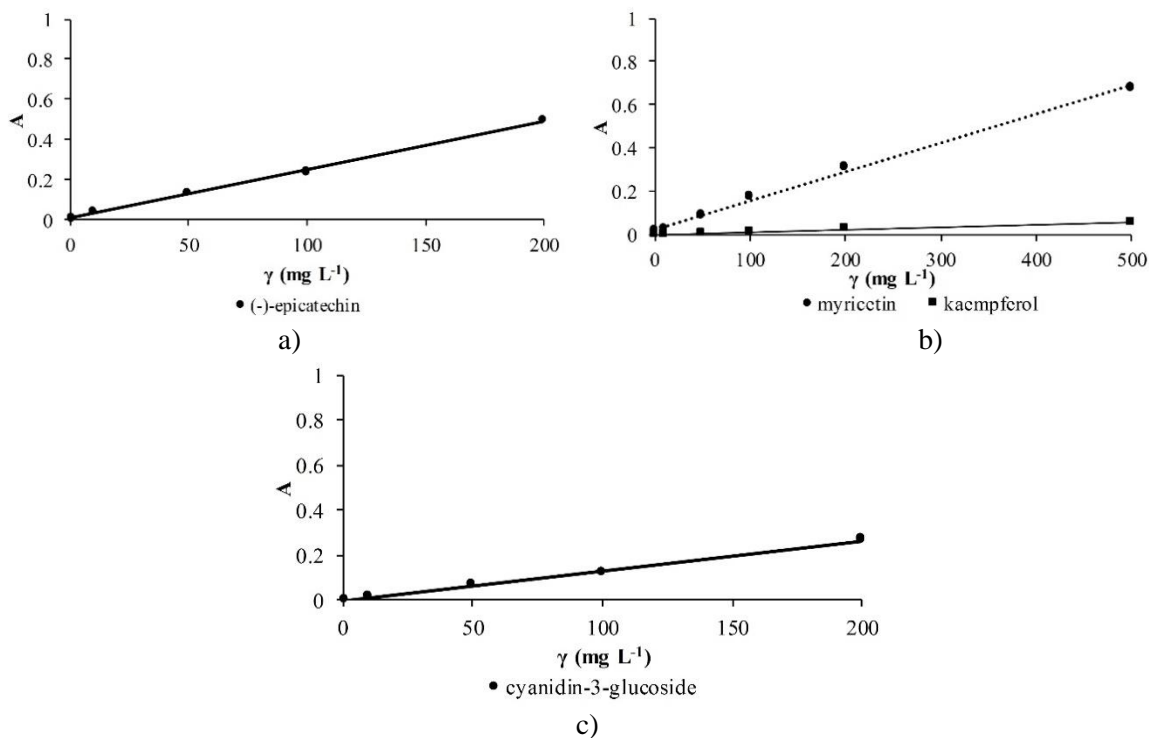 1
0.8
0.6
0.4
0.2
0
A
0 50 100 150 200
γ (mg L-1)
• (-)-epicatechin
a)
1
0.8
0.6
0.4
0.2
0
A
0 100 200 300 400 500
γ (mg L-1)
• myricetin ■ kaempferol
b)
1
0.8
0.6
0.4
0.2
0
A
0 50 100 150 200
γ (mg L-1)
• cyanidin-3-glucoside
c)